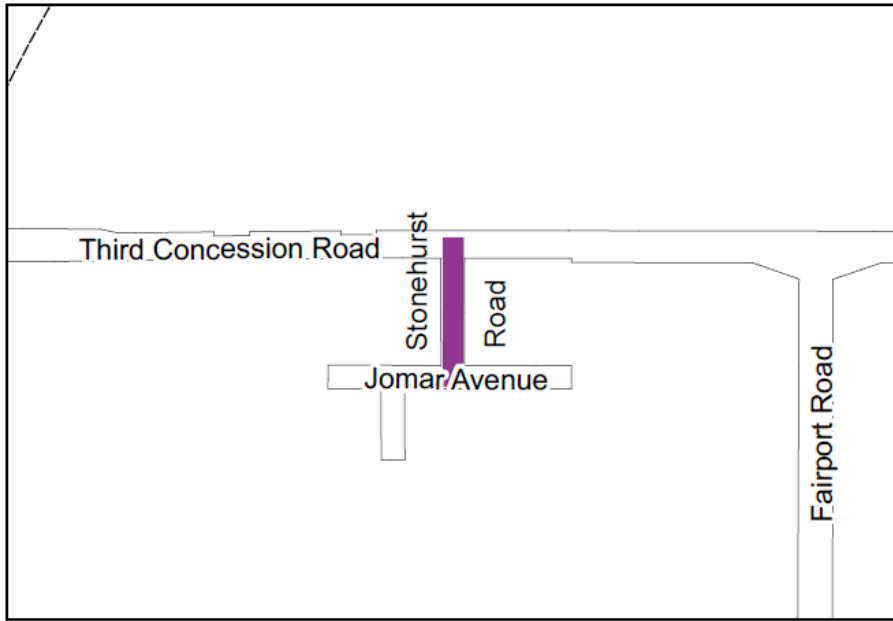 Third Concession Road
Stonehurst
Road
Jomar Avenue
Fairport Road